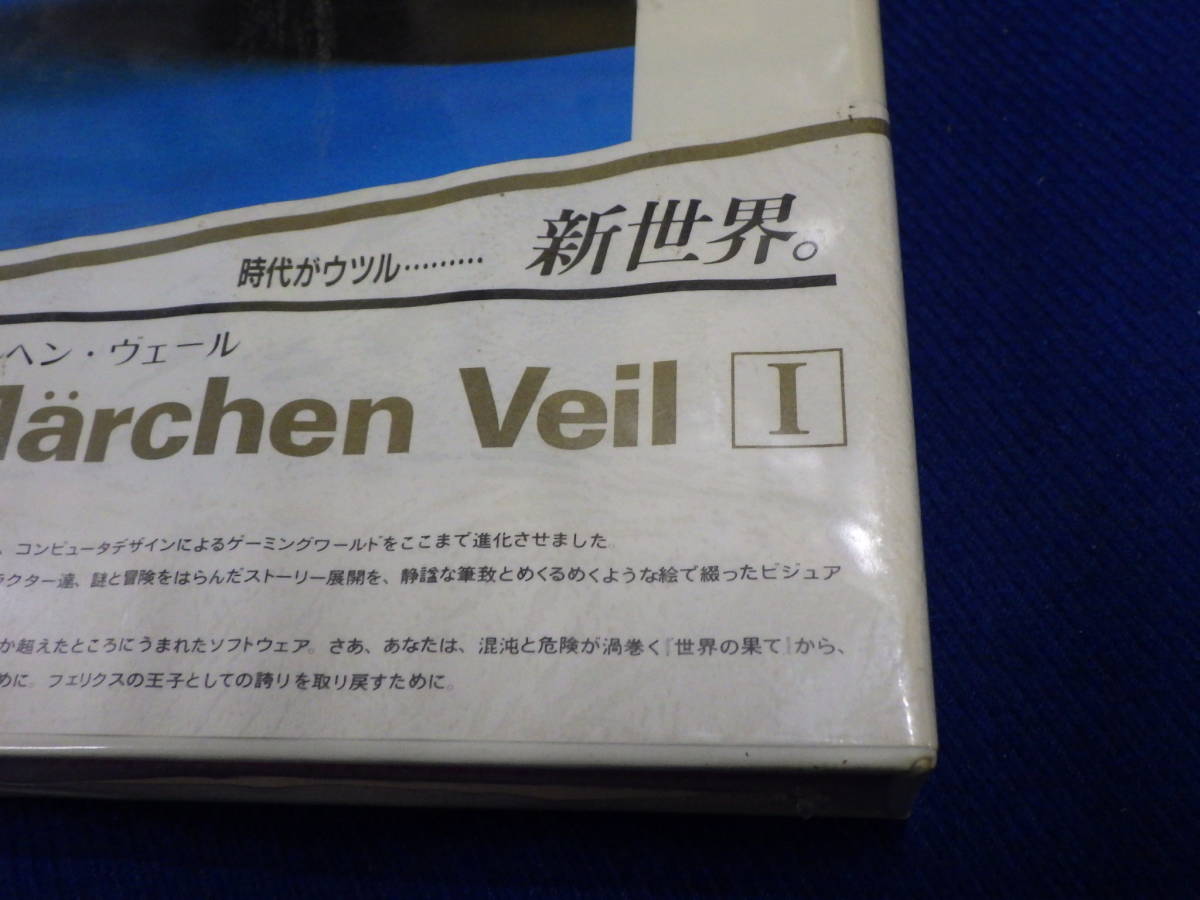 時代がウツル………
新世界。
ヘン・ヴェール
ärchen Veil I
コンピュータデザインによるゲーミングワールドをここまで進化させました。
ラクター達、謎と冒険をはらんだストーリー展開を、静謐な筆致とめくるめくような絵で綴ったビジュア
か超えたところにうまれたソフトウェア。さあ、あなたは、混沌と危険が渦巻く『世界の果て』から、
めに。フェリクスの王子としての誇りを取り戻すために。